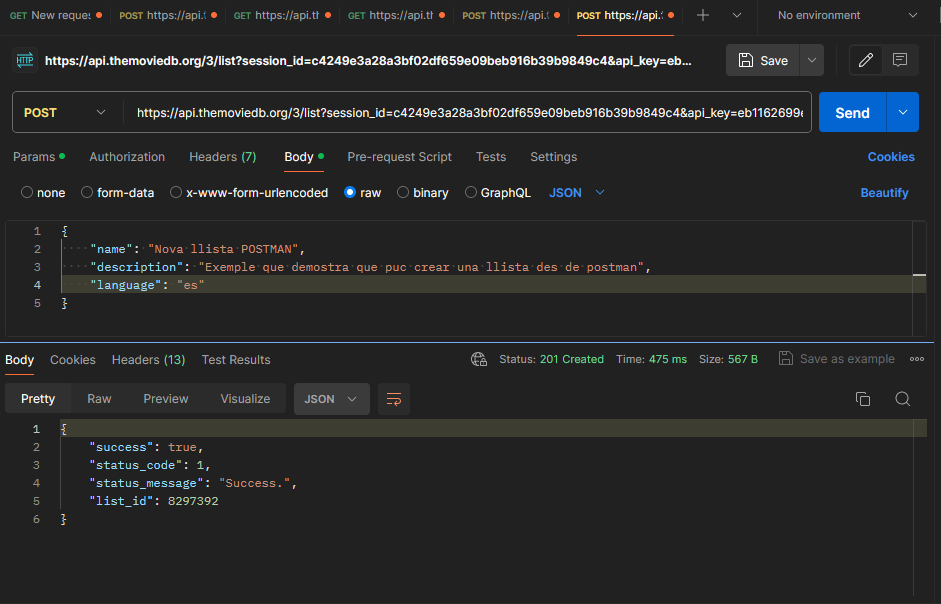 GET New reques POST https://api.t GET https://api.th GET https://api.th POST https://api.t POST https://api.t No environment
HTTP https://api.themoviedb.org/3/list?session_id=c4249e3a28a3bf02df659e09beb916b39b9849c4&api_key=eb... Save
POST https://api.themoviedb.org/3/list?session_id=c4249e3a28a3bf02df659e09beb916b39b9849c4&api_key=eb1162699e Send
Params Authorization Headers (7) Body Pre-request Script Tests Settings Cookies
none form-data x-www-form-urlencoded raw binary GraphQL JSON Beautify
1 {
2 "name": "Nova llista POSTMAN",
3 "description": "Exemple que demostra que puc crear una llista des de postman",
4 "language": "es"
5 }
Body Cookies Headers (13) Test Results Status: 201 Created Time: 475 ms Size: 567 B Save as example
Pretty Raw Preview Visualize JSON
1 {
2 "success": true,
3 "status_code": 1,
4 "status_message": "Success.",
5 "list_id": 8297392
6 }